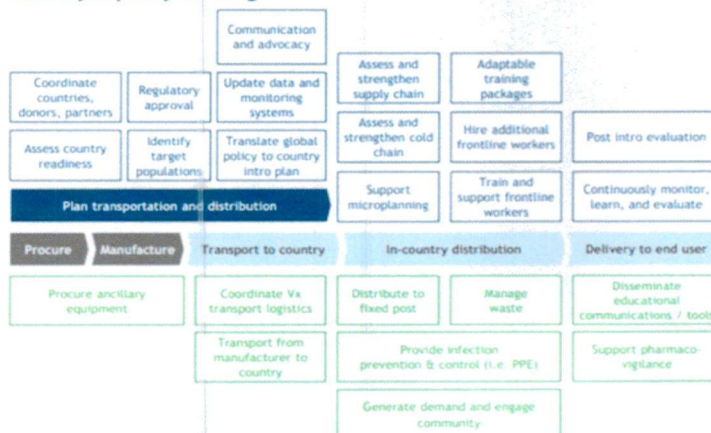 Communication
and advocacy
Assess and
strengthen
supply chain
Adaptable
training
packages
Coordinate
countries,
donors, partners
Regulatory
approval
Update data and
monitoring
systems
Assess and
strengthen cold
chain
Hire additional
frontline workers
Post intro evaluation
Assess country
readiness
Identify
target
populations
Translate global
policy to country
intro plan
Support
microplanning
Train and
support frontline
workers
Continuously monitor,
learn, and evaluate
Plan transportation and distribution
Procure
Manufacture
Transport to country
In-country distribution
Delivery to end user
Procure ancillary
equipment
Coordinate Vx
transport logistics
Distribute to
fixed post
Manage
waste
Disseminate
educational
communications / tools
Transport from
manufacturer to
country
Provide infection
prevention & control (i.e. PPE)
Support pharmaco-
vigilance
Generate demand and engage
community